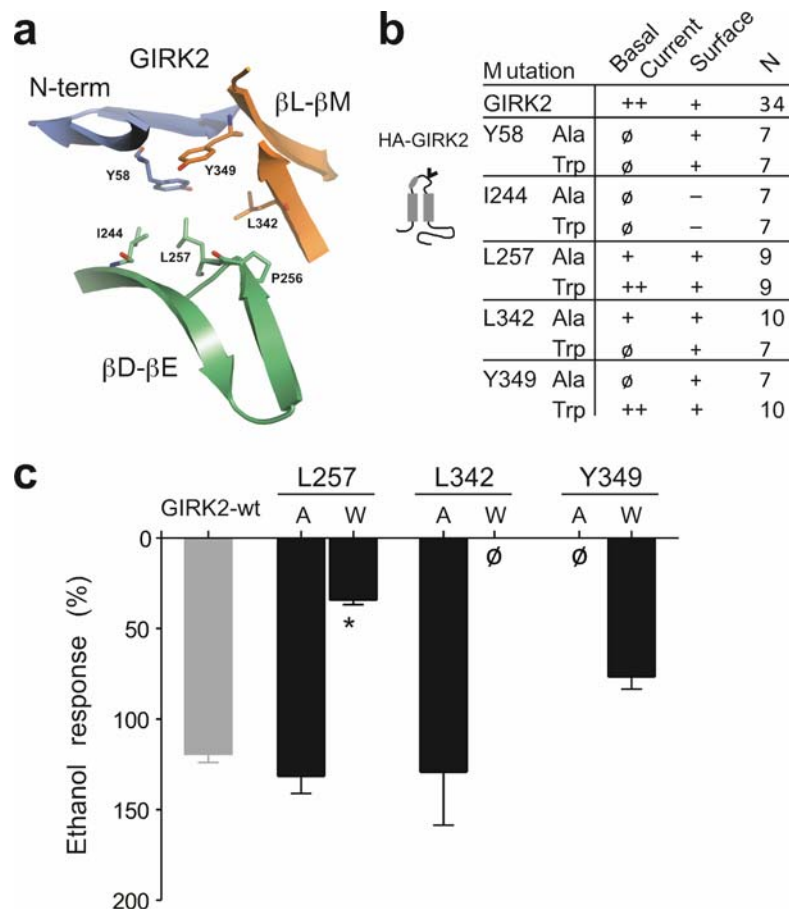 a
GIRK2
N-term
βL-βM
Y58
Y349
L342
I244
L257
P256
βD-βE
b
HA-GIRK2
Mutation Basal Current Surface N
GIRK2 ++ + 34
Y58 Ala ø + 7
Trp ø + 7
I244 Ala ø – 7
Trp ø – 7
L257 Ala + + 9
Trp ++ + 9
L342 Ala + + 10
Trp ø + 7
Y349 Ala ø + 7
Trp ++ + 10
c
L257 L342 Y349
GIRK2-wt A W A W A W
Ethanol response (%)
0
50
100
150
200
*
ø
ø